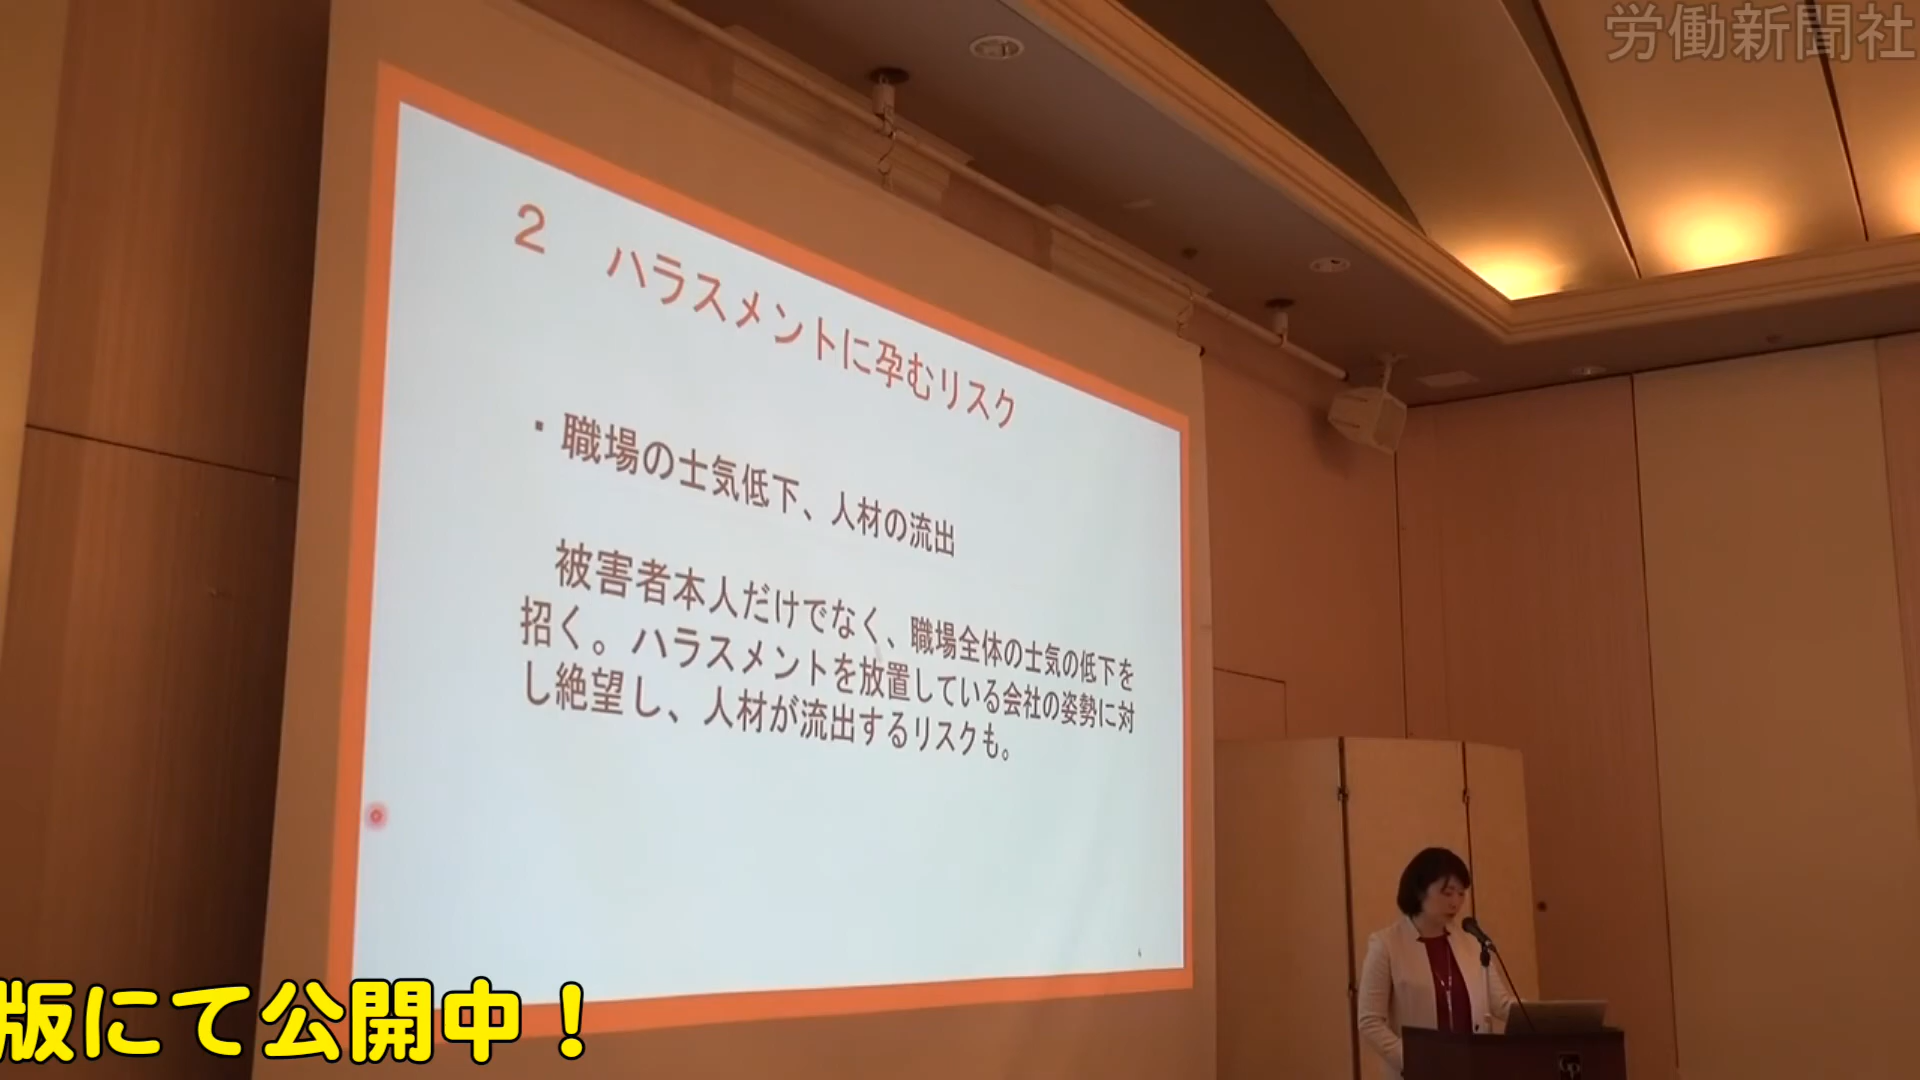 労働新聞社
2 ハラスメントに孕むリスク
・職場の士気低下、人材の流出
被害者本人だけでなく、職場全体の士気の低下を
招く。ハラスメントを放置している会社の姿勢に対
し絶望し、人材が流出するリスクも。
版にて公開中！